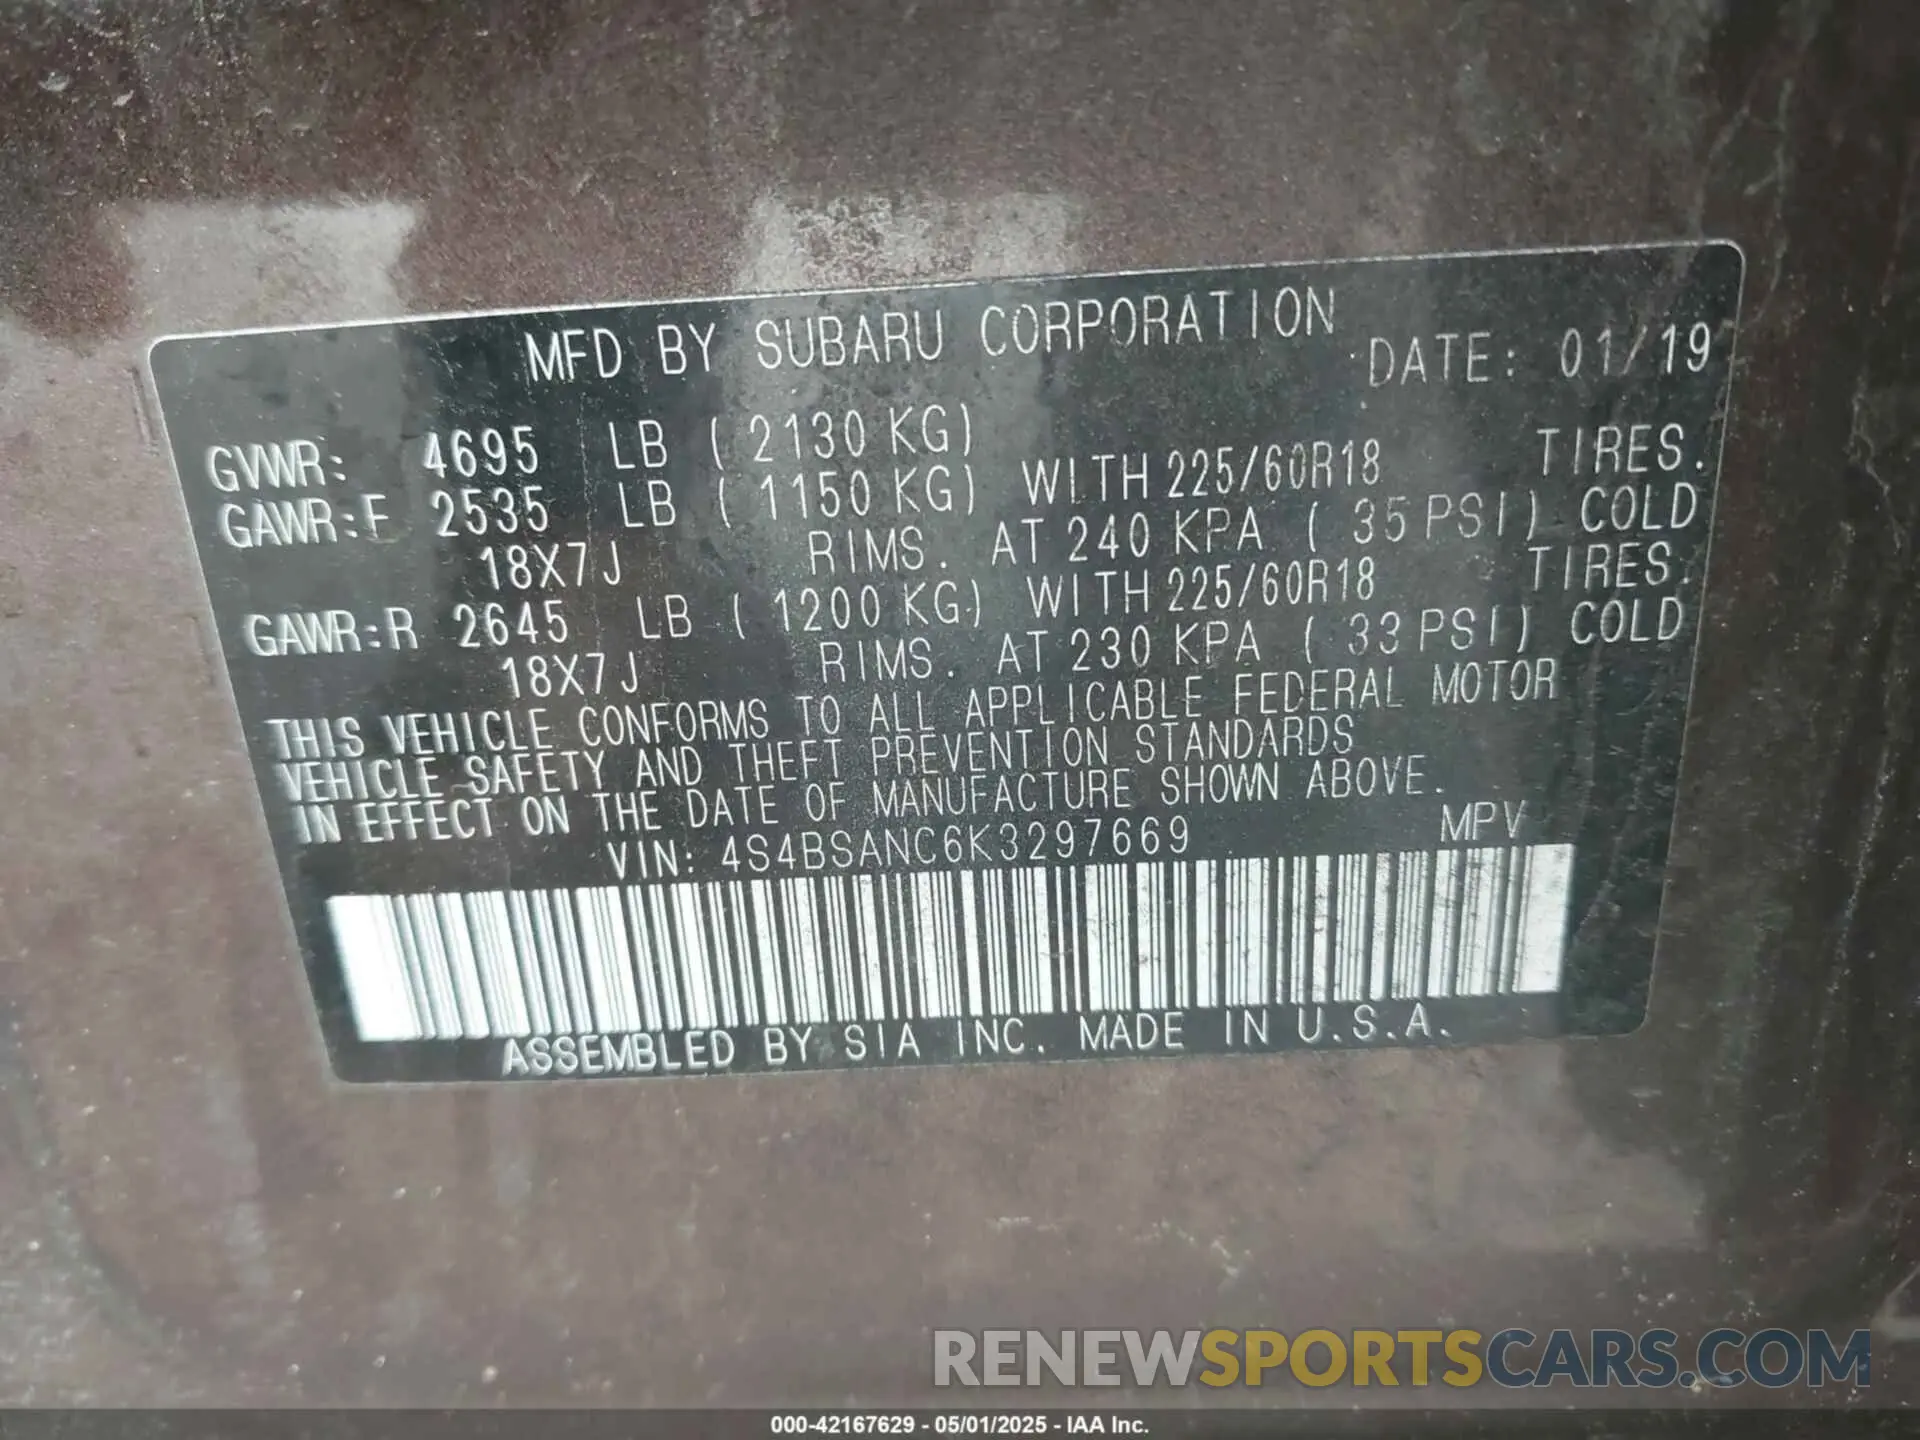 MFD BY SUBARU CORPORATION
DATE: 01/19
GVWR: 4695 LB ( 2130 KG)
GAWR:F 2535 LB ( 1150 KG) WITH 225/60R18 TIRES.
18X7J RIMS. AT 240 KPA ( 35 PSI) COLD
GAWR:R 2645 LB ( 1200 KG) WITH 225/60R18 TIRES.
18X7J RIMS. AT 230 KPA ( 33 PSI) COLD
THIS VEHICLE CONFORMS TO ALL APPLICABLE FEDERAL MOTOR
VEHICLE SAFETY AND THEFT PREVENTION STANDARDS
IN EFFECT ON THE DATE OF MANUFACTURE SHOWN ABOVE.
VIN: 4S4BSANC6K3297669 MPV
ASSEMBLED BY SIA INC. MADE IN U.S.A.
RENEWSPORTSCARS.COM
000-42167629 - 05/01/2025 - IAA Inc.